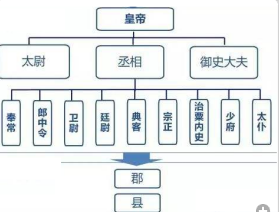 皇帝
太尉
丞相
御史大夫
奉常
郎中令
卫尉
廷尉
典客
宗正
治粟内史
少府
太仆
郡
县